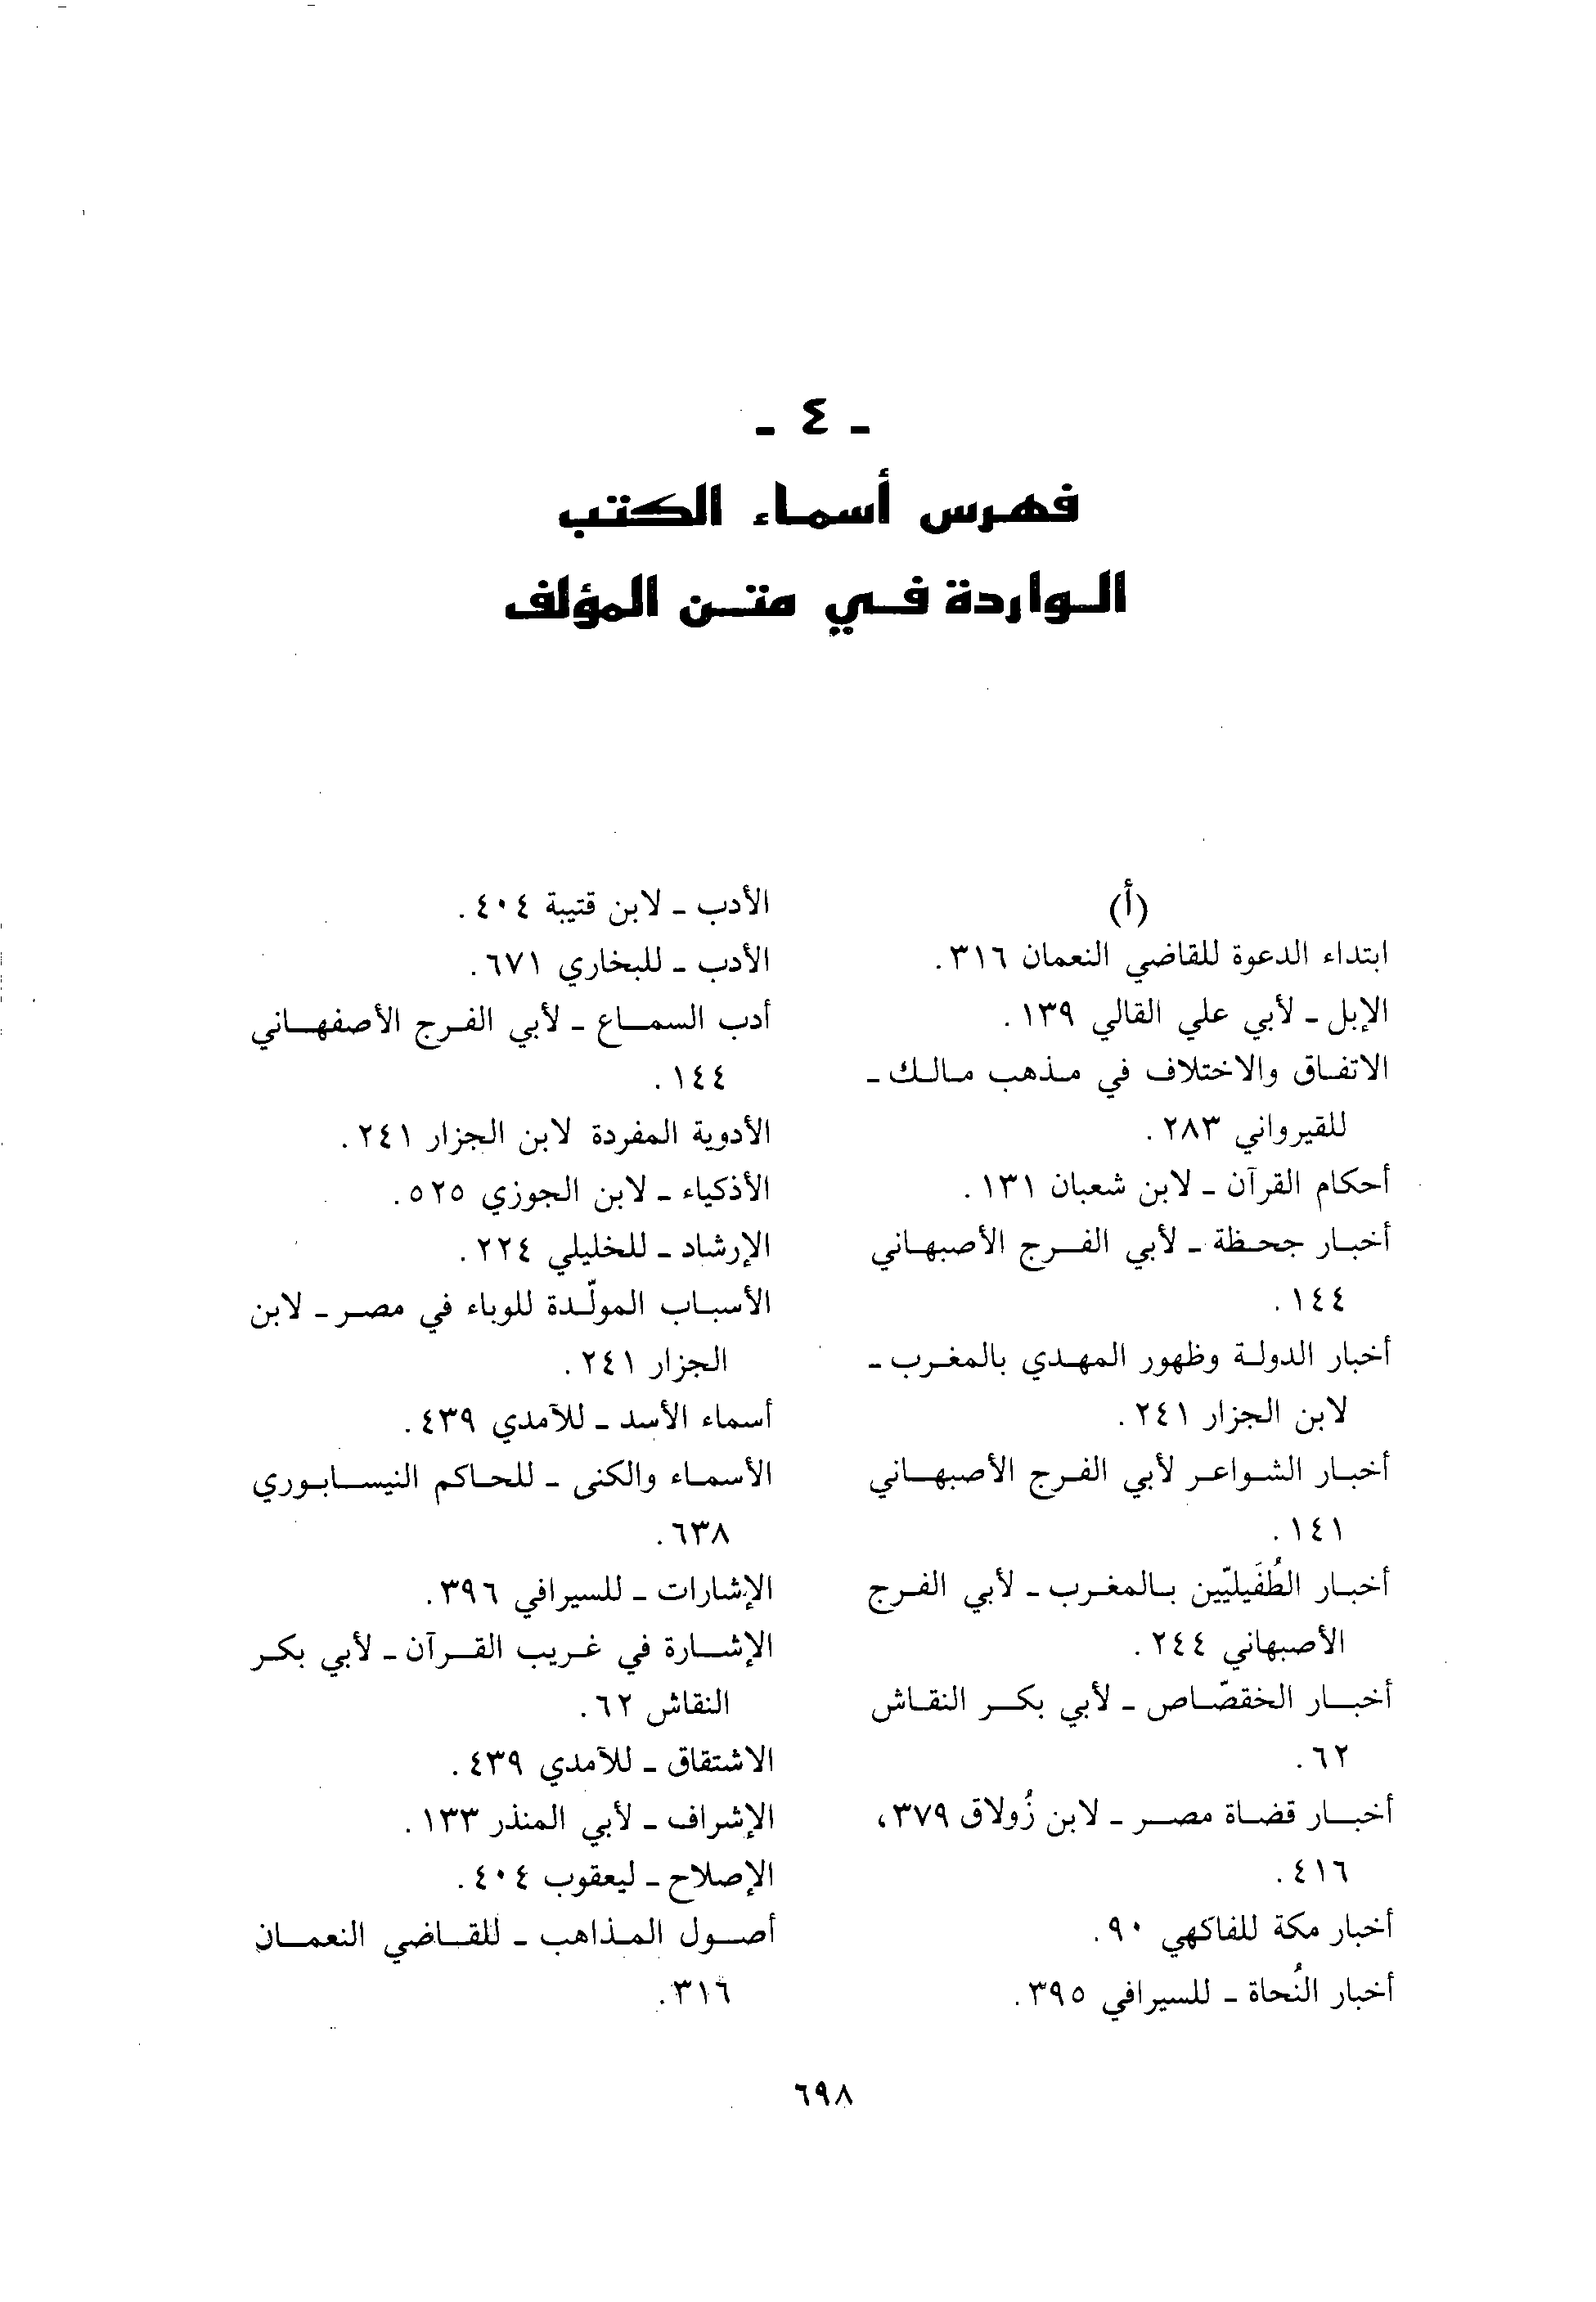 - ٤ -
فهرس أسماء الكتب
الواردة في متن المؤلف
(أ)
ابتداء الدعوة للقاضي النعمان ٣١٦.
الإبل - لأبي علي القالي ١٣٩.
الاتفاق والاختلاف في مذهب مالك -
للقيرواني ٢٨٣.
أحكام القرآن - لابن شعبان ١٣١.
أخبار جحظة - لأبي الفرج الأصبهاني
١٤٤.
أخبار الدولة وظهور المهدي بالمغرب -
لابن الجزار ٢٤١.
أخبار الشواعر لأبي الفرج الأصبهاني
١٤١.
أخبار الطُفَيليّين بالمغرب - لأبي الفرج
الأصبهاني ٢٤٤.
أخبار الخقصّاص - لأبي بكر النقاش
٦٢.
أخبار قضاة مصر - لابن زُولاق ٣٧٩،
٤١٦.
أخبار مكة للفاكهي ٩٠.
أخبار النُحاة - للسيرافي ٣٩٥.
الأدب - لابن قتيبة ٤٠٤.
الأدب - للبخاري ٦٧١.
أدب السماع - لأبي الفرج الأصفهاني
١٤٤.
الأدوية المفردة لابن الجزار ٢٤١.
الأذكياء - لابن الجوزي ٥٢٥.
الإرشاد - للخليلي ٢٢٤.
الأسباب المولّدة للوباء في مصر - لابن
الجزار ٢٤١.
أسماء الأسد - للآمدي ٤٣٩.
الأسماء والكنى - للحاكم النيسابوري
٦٣٨.
الإشارات - للسيرافي ٣٩٦.
الإشارة في غريب القرآن - لأبي بكر
النقاش ٦٢.
الاشتقاق - للآمدي ٤٣٩.
الإشراف - لأبي المنذر ١٣٣.
الإصلاح - ليعقوب ٤٠٤.
أصول المذاهب - للقاضي النعمان
٣١٦.
٦٩٨